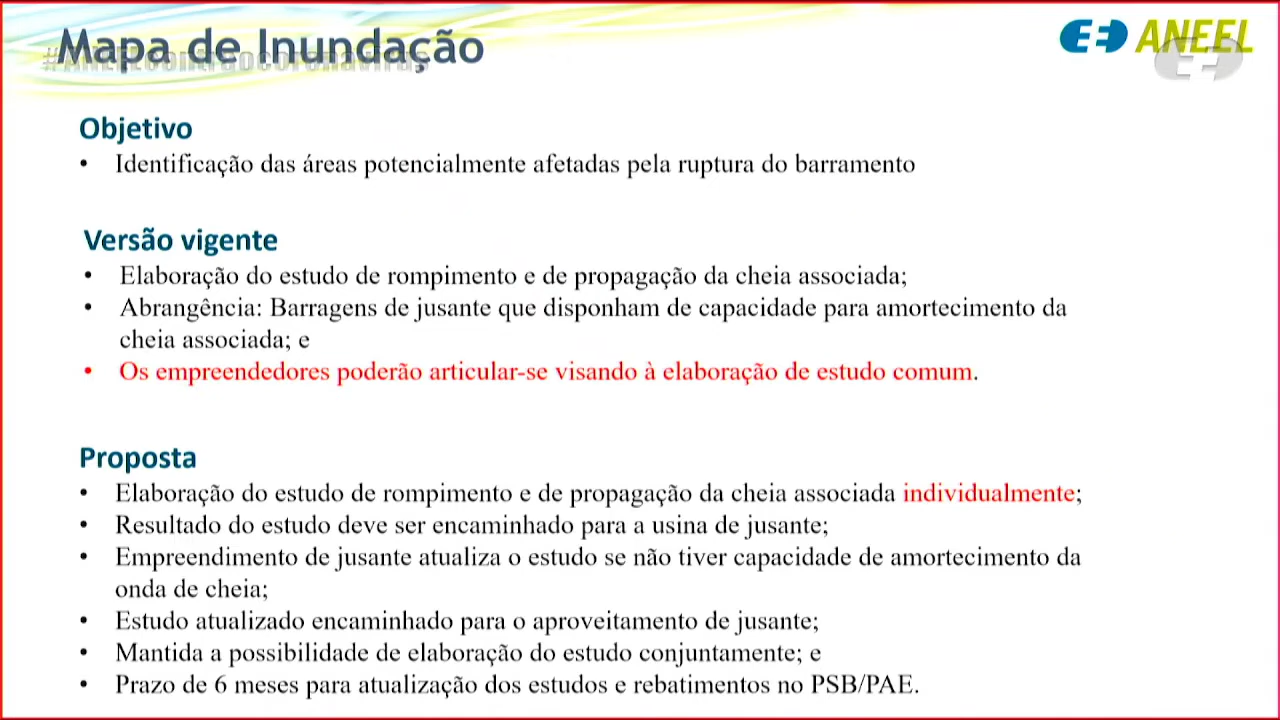 Mapa de Inundação
#ANEELcontraocoronavírus
ANEEL
Objetivo
• Identificação das áreas potencialmente afetadas pela ruptura do barramento
Versão vigente
• Elaboração do estudo de rompimento e de propagação da cheia associada;
• Abrangência: Barragens de jusante que disponham de capacidade para amortecimento da
cheia associada; e
• Os empreendedores poderão articular-se visando à elaboração de estudo comum.
Proposta
• Elaboração do estudo de rompimento e de propagação da cheia associada individualmente;
• Resultado do estudo deve ser encaminhado para a usina de jusante;
• Empreendimento de jusante atualiza o estudo se não tiver capacidade de amortecimento da
onda de cheia;
• Estudo atualizado encaminhado para o aproveitamento de jusante;
• Mantida a possibilidade de elaboração do estudo conjuntamente; e
• Prazo de 6 meses para atualização dos estudos e rebatimentos no PSB/PAE.